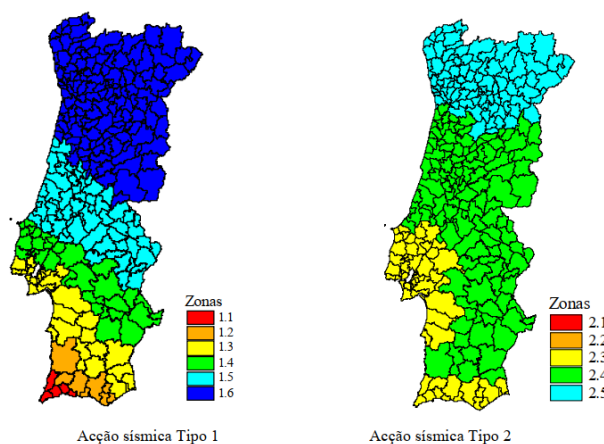 Zonas
1.1
1.2
1.3
1.4
1.5
1.6
Acção sísmica Tipo 1
Zonas
2.1
2.2
2.3
2.4
2.5
Acção sísmica Tipo 2